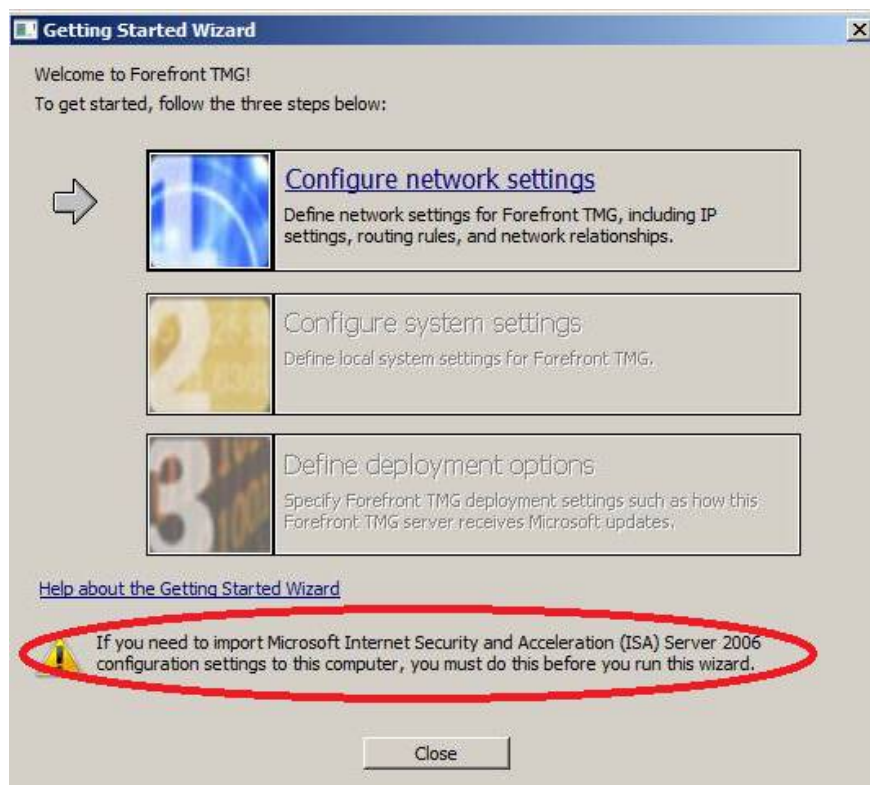 Getting Started Wizard
Welcome to Forefront TMG!
To get started, follow the three steps below:
Configure network settings
Define network settings for Forefront TMG, including IP
settings, routing rules, and network relationships.
2
Configure system settings
Define local system settings for Forefront TMG.
3
Define deployment options
Specify Forefront TMG deployment settings such as how this
Forefront TMG server receives Microsoft updates.
Help about the Getting Started Wizard
If you need to import Microsoft Internet Security and Acceleration (ISA) Server 2006
configuration settings to this computer, you must do this before you run this wizard.
Close